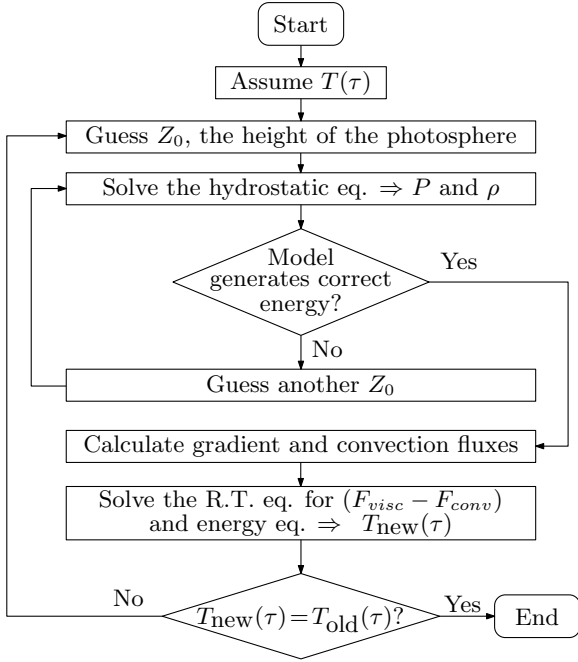 Start
Assume T(τ)
Guess Z₀, the height of the photosphere
Solve the hydrostatic eq. ⇒ P and ρ
Model
generates correct
energy?
Yes
No
Guess another Z₀
Calculate gradient and convection fluxes
Solve the R.T. eq. for (F_visc − F_conv)
and energy eq. ⇒ T_new(τ)
No
T_new(τ)=T_old(τ)?
Yes
End